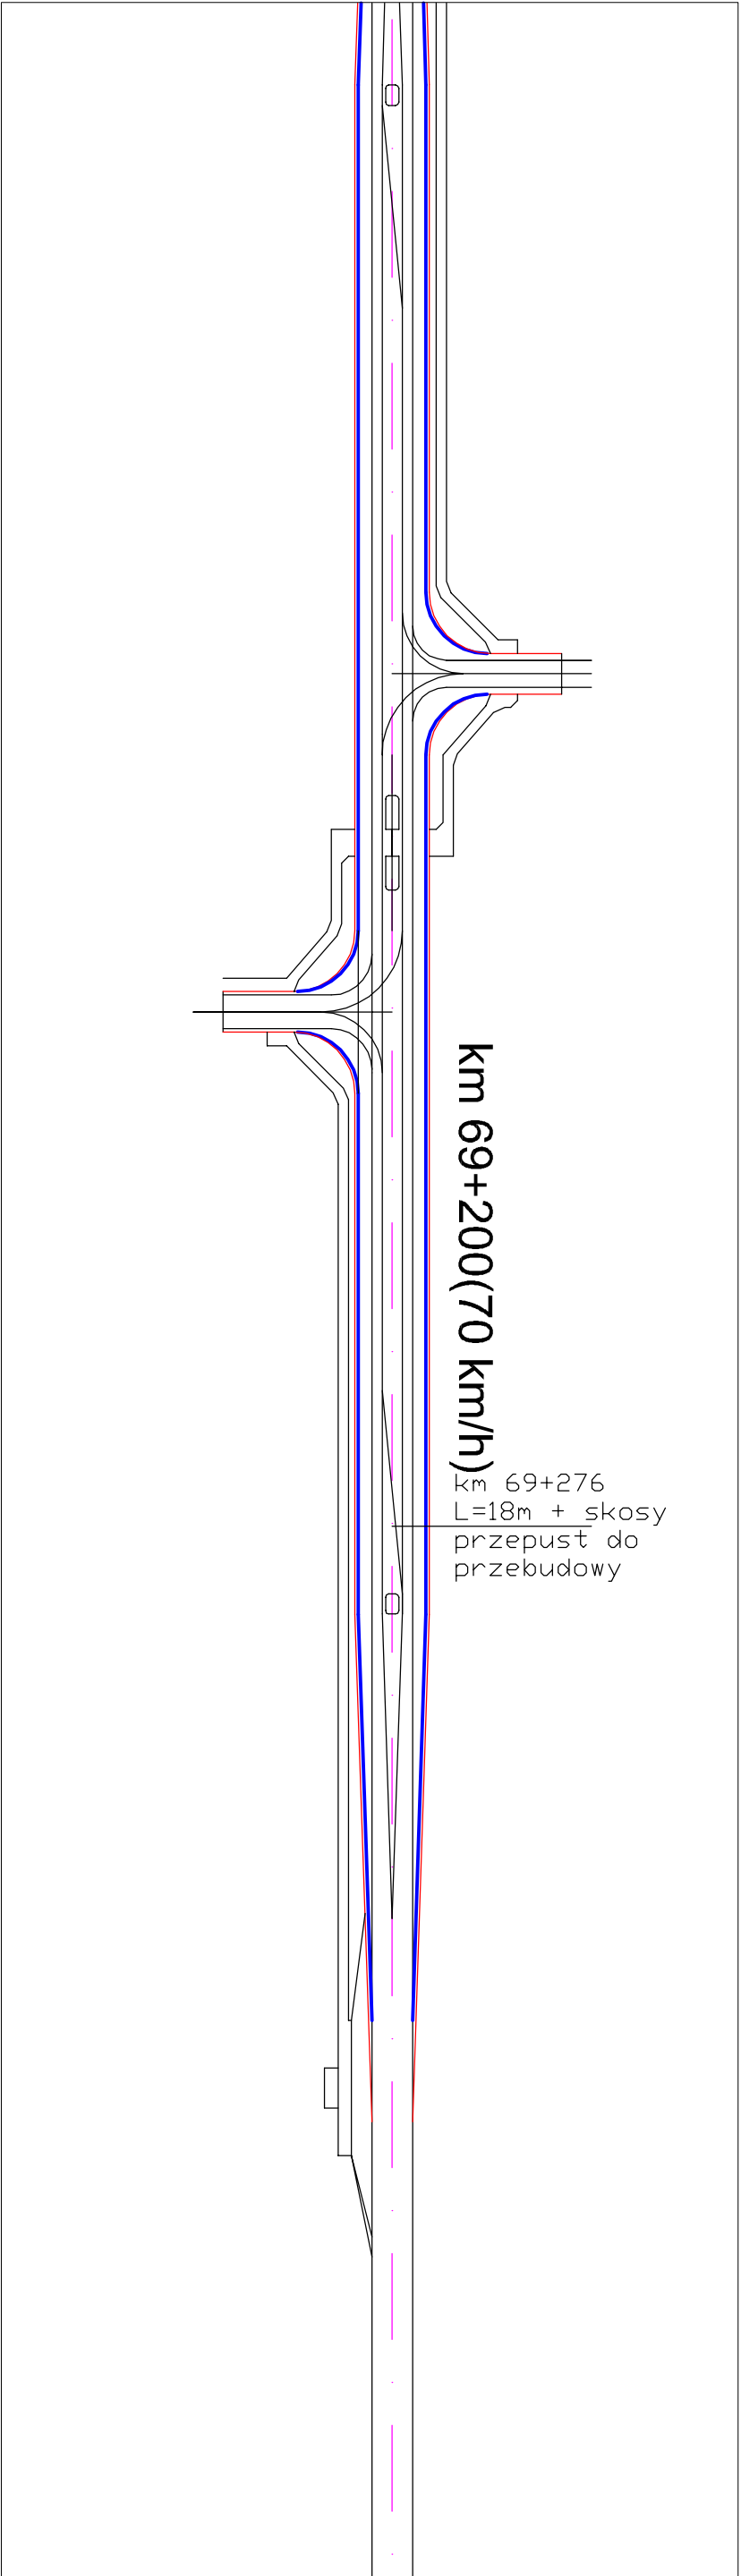 km 69+200(70 km/h)
km 69+276
L=18m + skosy
przepust do
przebudowy